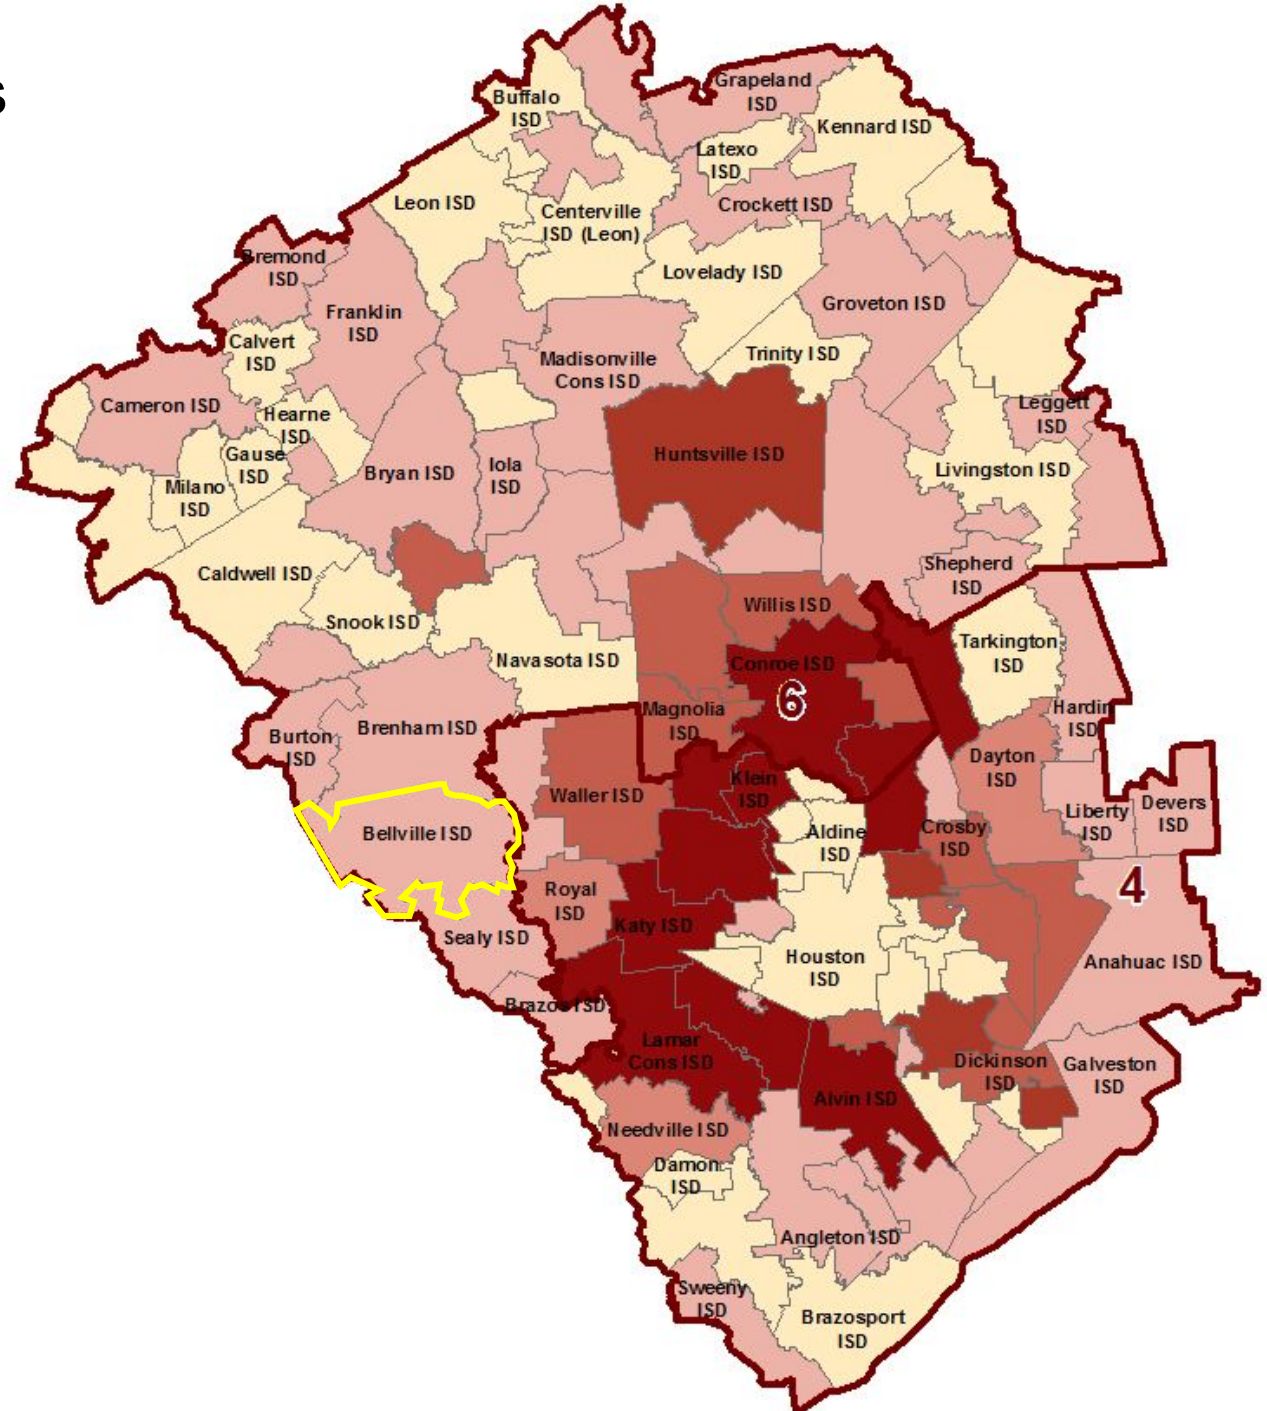 s
Grapeland
ISD
Buffalo
ISD
Kennard ISD
Latexo
ISD
Leon ISD
Crockett ISD
Centerville
ISD (Leon)
Bremond
ISD
Lovelady ISD
Franklin
ISD
Groveton ISD
Calvert
ISD
Madisonville
Cons ISD
Trinity ISD
Cameron ISD
Hearne
ISD
Leggett
ISD
Gause
ISD
Bryan ISD
Iola
ISD
Huntsville ISD
Livingston ISD
Milano
ISD
Caldwell ISD
Shepherd
ISD
Snook ISD
Willis ISD
Navasota ISD
Conroe ISD
Tarkington
ISD
6
Burton
ISD
Brenham ISD
Magnolia
ISD
Hardin
ISD
Dayton
ISD
Waller ISD
Klein
ISD
Bellville ISD
Aldine
ISD
Crosby
ISD
Liberty
ISD
Devers
ISD
4
Royal
ISD
Katy ISD
Sealy ISD
Houston
ISD
Anahuac ISD
Brazos ISD
Lamar
Cons ISD
Dickinson
ISD
Galveston
ISD
Alvin ISD
Needville ISD
Damon
ISD
Angleton ISD
Sweeny
ISD
Brazosport
ISD